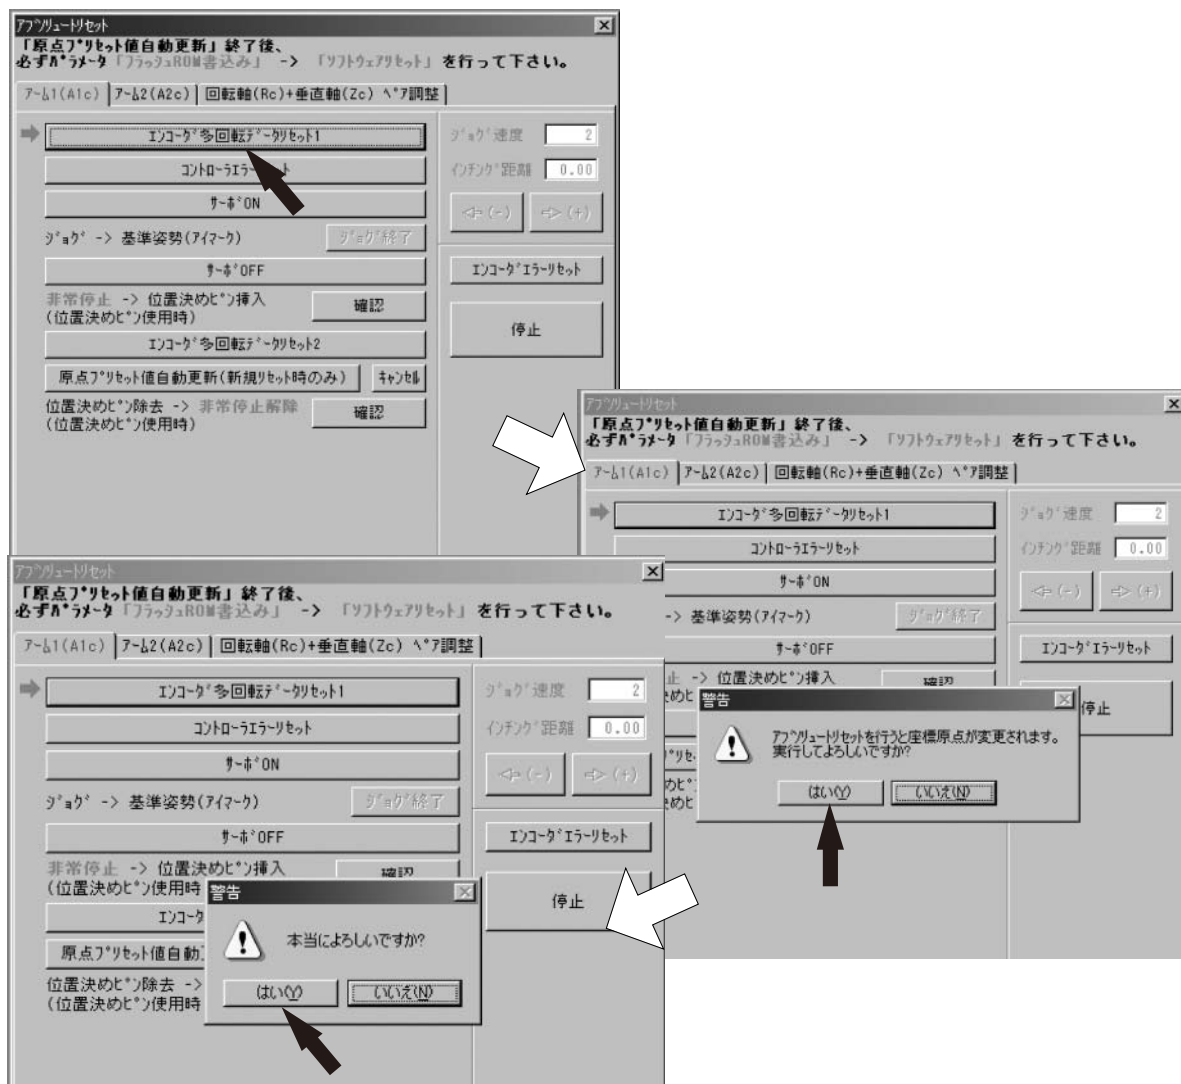 アブソリュートリセット
「原点プリセット値自動更新」終了後、
必ずパラメータ「フラッシュROM書込み」 -> 「ソフトウェアリセット」を行って下さい。
アーム1(A1c) アーム2(A2c) 回転軸(Rc)+垂直軸(Zc) ペア調整
エンコーダ多回転データリセット1
ジョグ速度 2
コントローラエラー
ト
インチング距離 0.00
サーボON
(-) (+)
ジョグ -> 基準姿勢(アイマーク) ジョグ終了
サーボOFF
エンコーダエラーリセット
非常停止 -> 位置決めピン挿入
(位置決めピン使用時)
確認
停止
エンコーダ多回転データリセット2
原点プリセット値自動更新(新規リセット時のみ) キャンセル
位置決めピン除去 -> 非常停止解除
(位置決めピン使用時)
確認
アブソリュートリセット
「原点プリセット値自動更新」終了後、
必ずパラメータ「フラッシュROM書込み」 -> 「ソフトウェアリセット」を行って下さい。
アーム1(A1c) アーム2(A2c) 回転軸(Rc)+垂直軸(Zc) ペア調整
エンコーダ多回転データリセット1
ジョグ速度 2
コントローラエラーリセット
インチング距離 0.00
サーボON
(-) (+)
-> 基準姿勢(アイマーク) ジョグ終了
サーボOFF
エンコーダエラーリセット
止 -> 位置決めピン挿入
確認
停止
警告
アブソリュートリセットを行うと座標原点が変更されます。
実行してよろしいですか?
はい(Y) いいえ(N)
アブソリュートリセット
「原点プリセット値自動更新」終了後、
必ずパラメータ「フラッシュROM書込み」 -> 「ソフトウェアリセット」を行って下さい。
アーム1(A1c) アーム2(A2c) 回転軸(Rc)+垂直軸(Zc) ペア調整
エンコーダ多回転データリセット1
ジョグ速度 2
コントローラエラーリセット
インチング距離 0.00
サーボON
(-) (+)
ジョグ -> 基準姿勢(アイマーク) ジョグ終了
サーボOFF
エンコーダエラーリセット
非常停止 -> 位置決めピン挿入
(位置決めピン使用時
確認
停止
エンコーダ
原点プリセット値自動
位置決めピン除去 ->
(位置決めピン使用時
警告
本当によろしいですか?
はい(Y) いいえ(N)